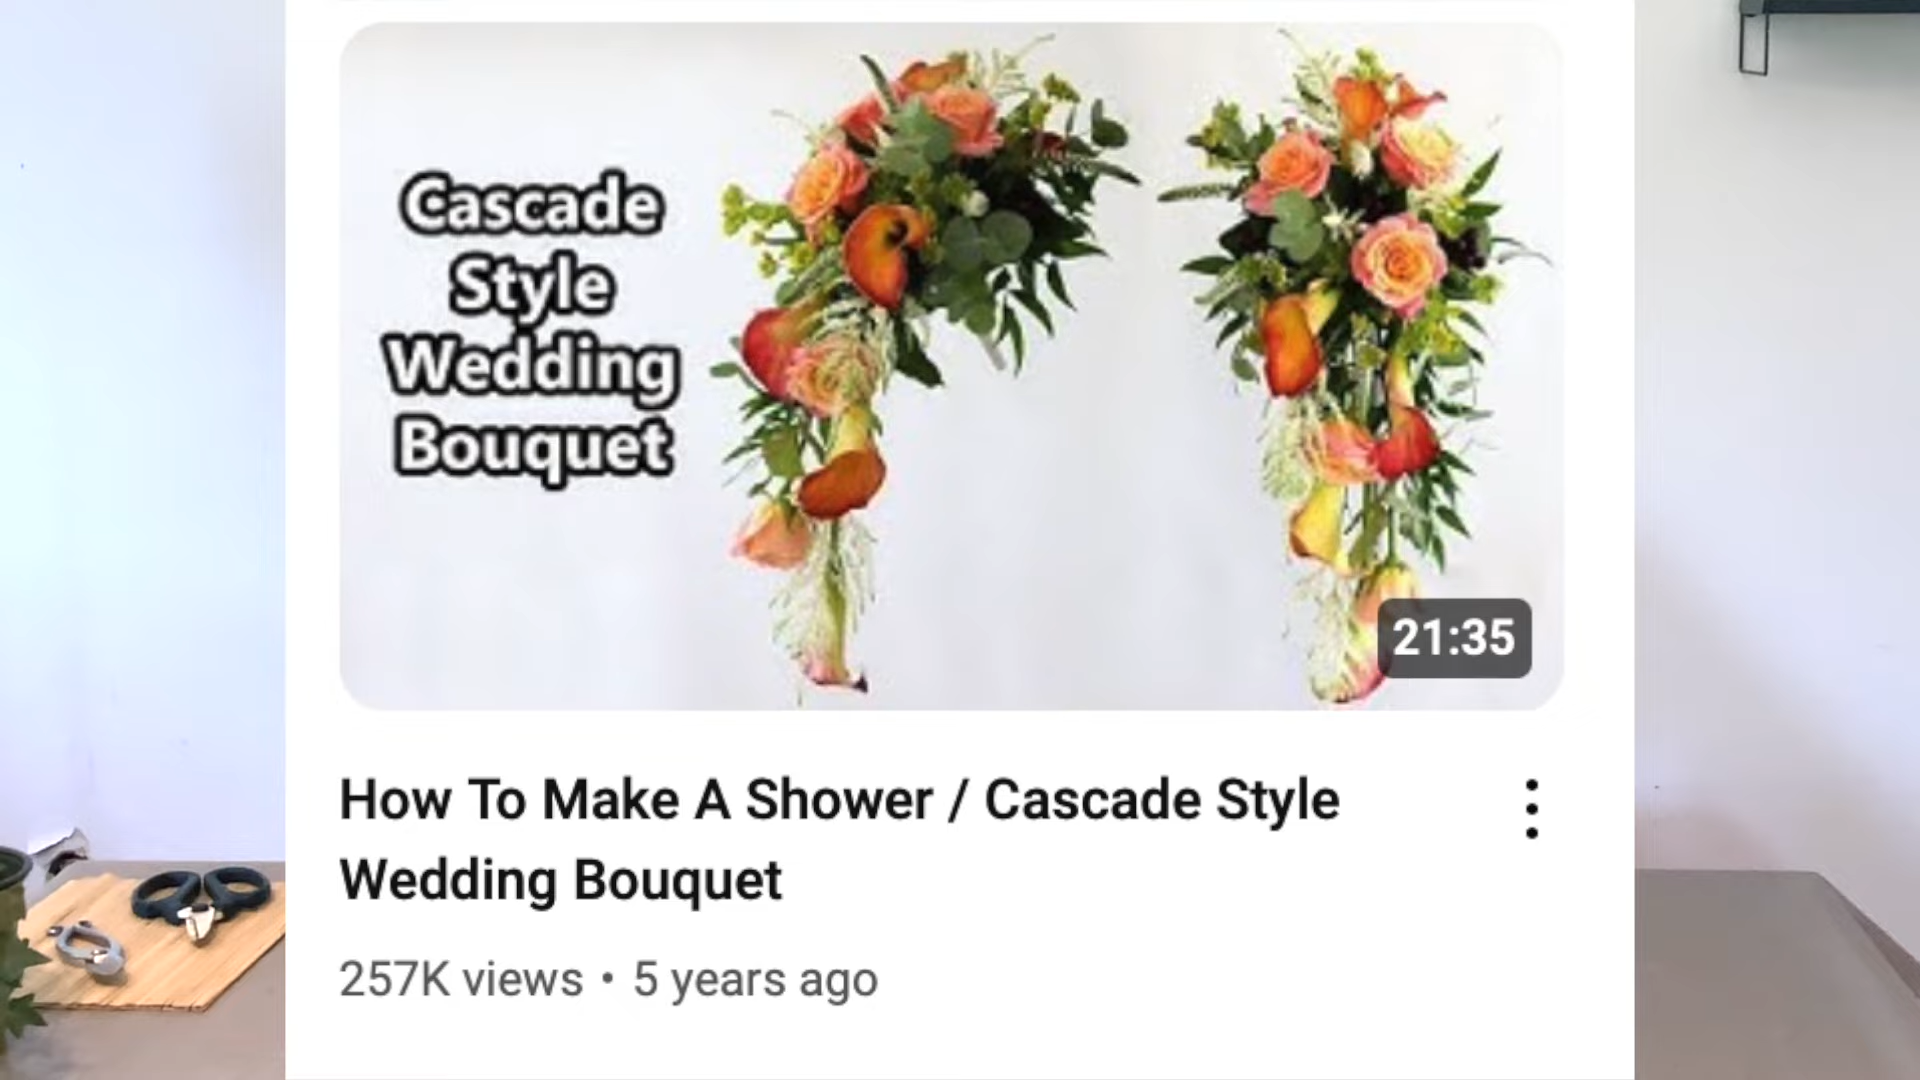 Cascade
Style
Wedding
Bouquet
21:35
How To Make A Shower / Cascade Style
Wedding Bouquet
257K views • 5 years ago